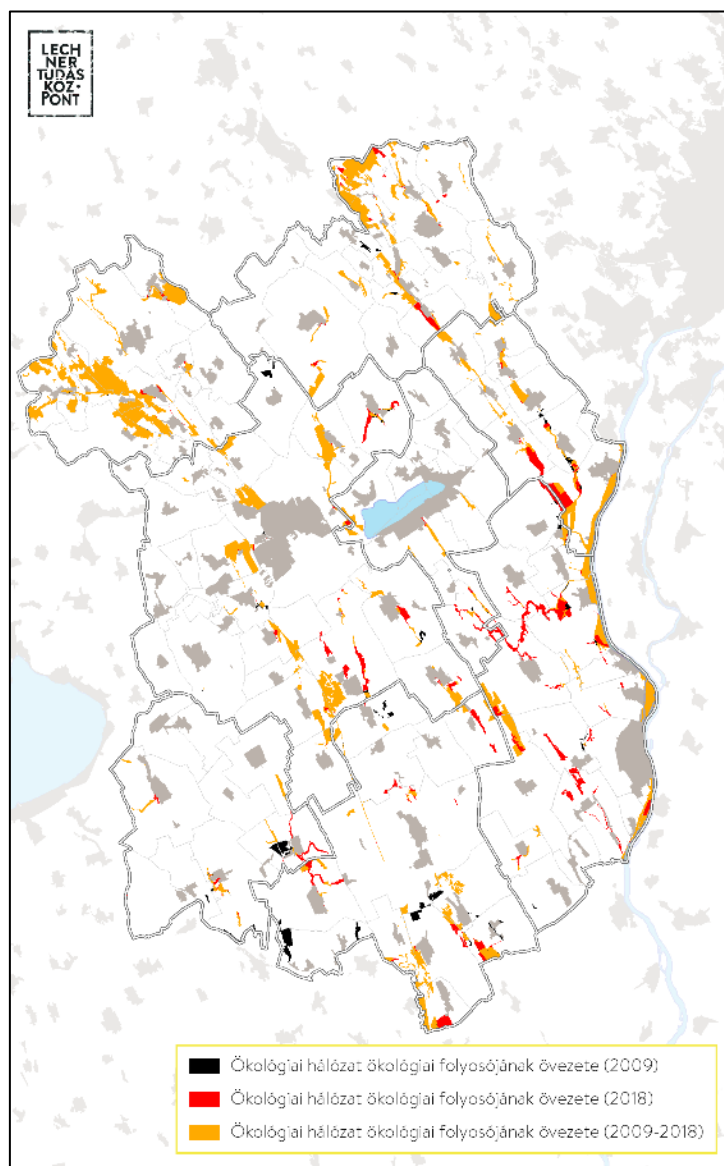 LECH
NER
TUDÁS
KÖZ•
PONT
Ökológiai hálózat ökológiai folyosójának övezete (2009)
Ökológiai hálózat ökológiai folyosójának övezete (2018)
Ökológiai hálózat ökológiai folyosójának övezete (2009-2018)